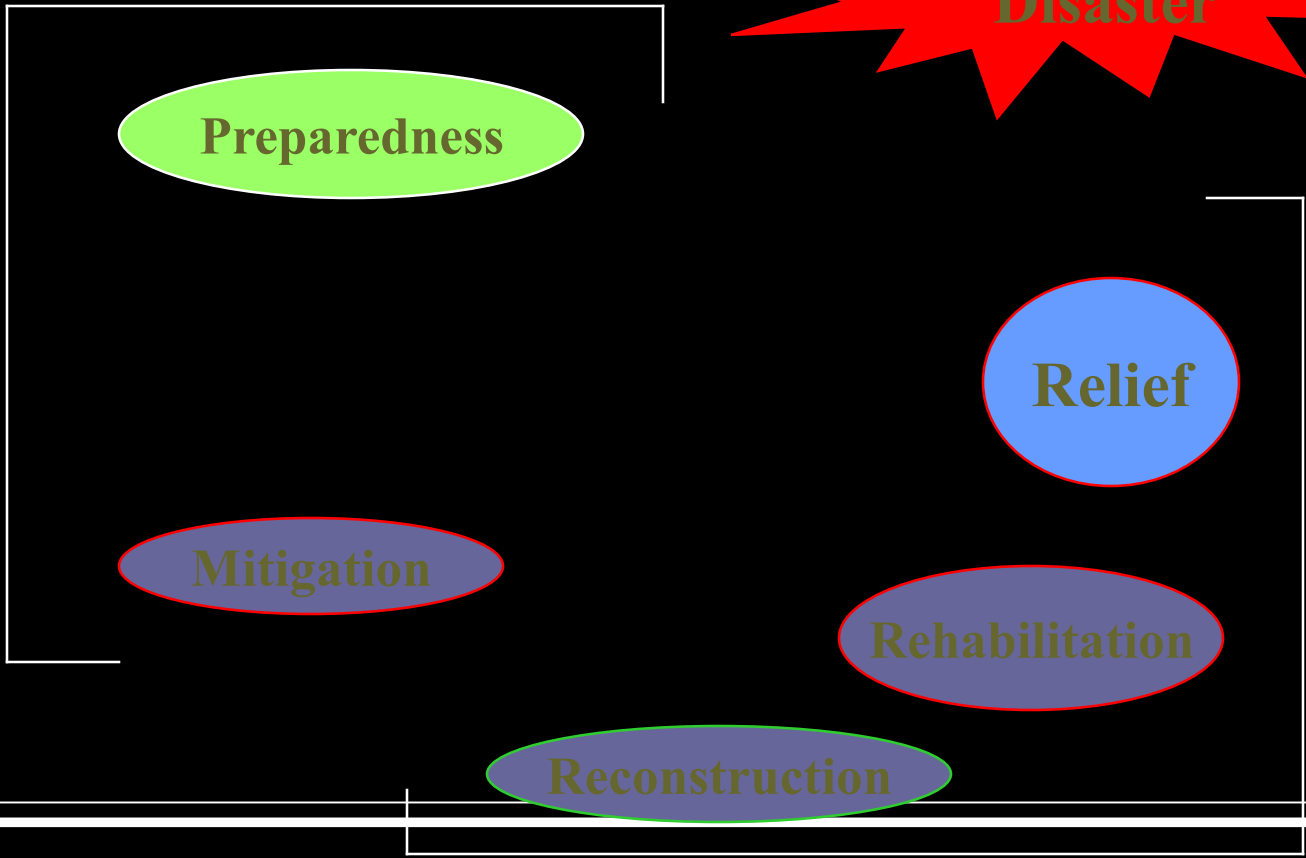 Disaster
Preparedness
Relief
Mitigation
Rehabilitation
Reconstruction